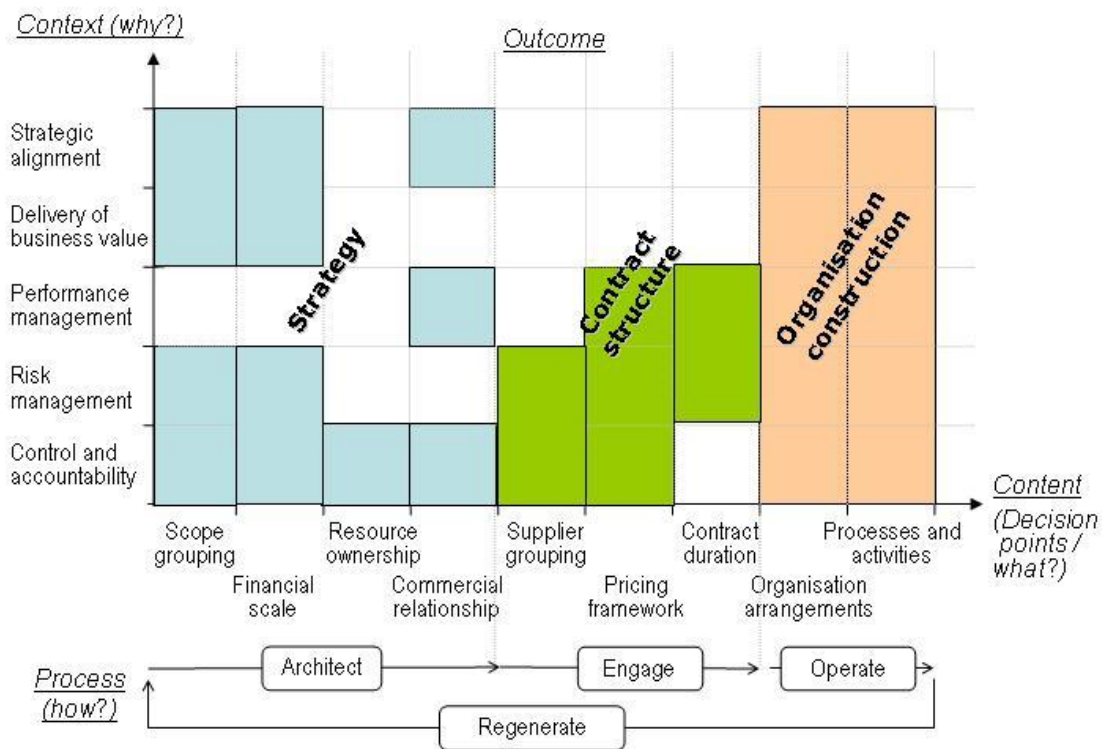 Context (why?)
Outcome
Strategic
alignment
Delivery of
business value
Performance
management
Risk
management
Control and
accountability
Strategy
Contract
structure
Organisation
construction
Content
(Decision
points /
what?)
Scope
grouping
Financial
scale
Resource
ownership
Commercial
relationship
Supplier
grouping
Pricing
framework
Contract
duration
Organisation
arrangements
Processes and
activities
Process
(how?)
Architect
Engage
Operate
Regenerate